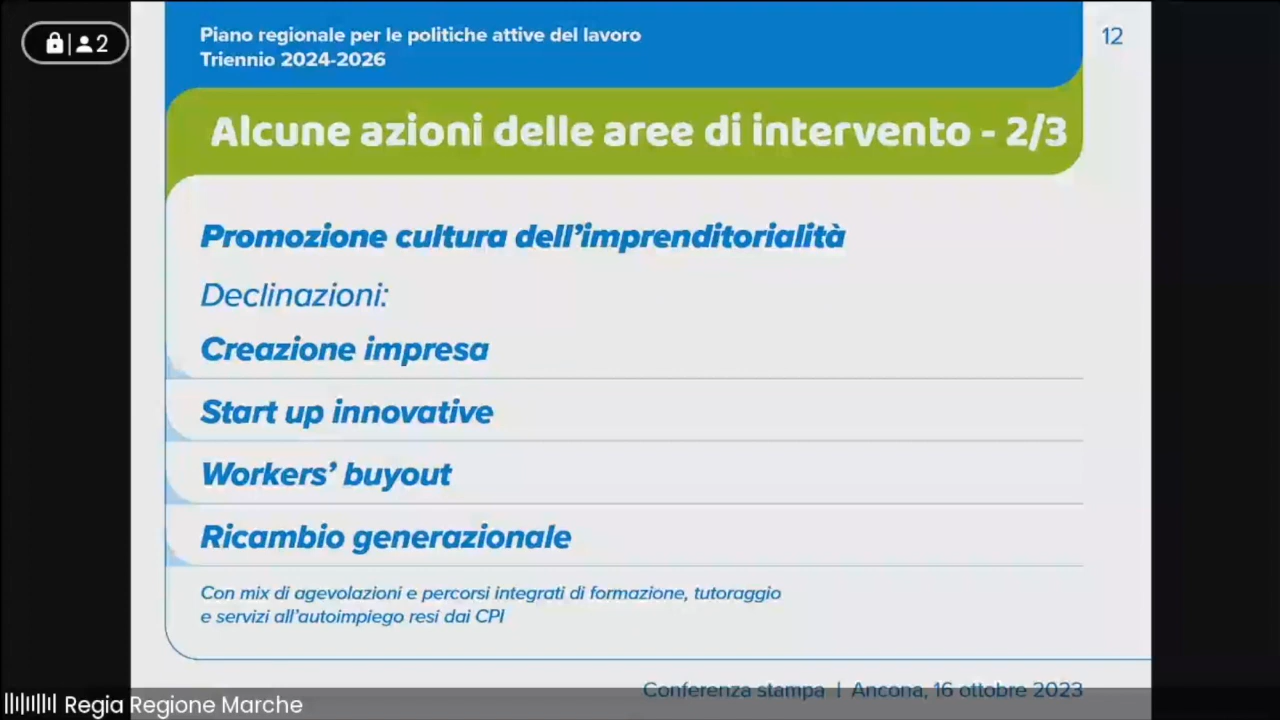 2
Piano regionale per le politiche attive del lavoro
Triennio 2024-2026
12
Alcune azioni delle aree di intervento - 2/3
Promozione cultura dell'imprenditorialità
Declinazioni:
Creazione impresa
Start up innovative
Workers' buyout
Ricambio generazionale
Con mix di agevolazioni e percorsi integrati di formazione, tutoraggio
e servizi all'autoimpiego resi dai CPI
Conferenza stampa | Ancona, 16 ottobre 2023
Regia Regione Marche